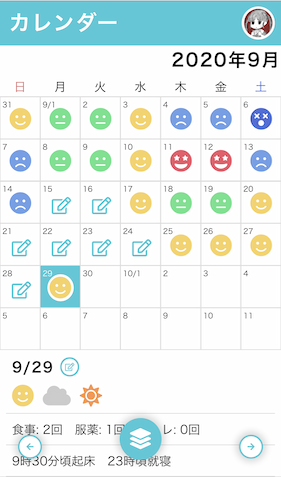 カレンダー
2020年9月
日 月 火 水 木 金 土
31 9/1 2 3 4 5 6
7 8 9 10 11 12 13
14 15 16 17 18 19 20
21 22 23 24 25 26 27
28 29 30 10/1 2 3 4
5 6 7 8 9 10 11
9/29
食事: 2回 服薬: 1回 レ: 0回
9時30分頃起床 23時頃就寝